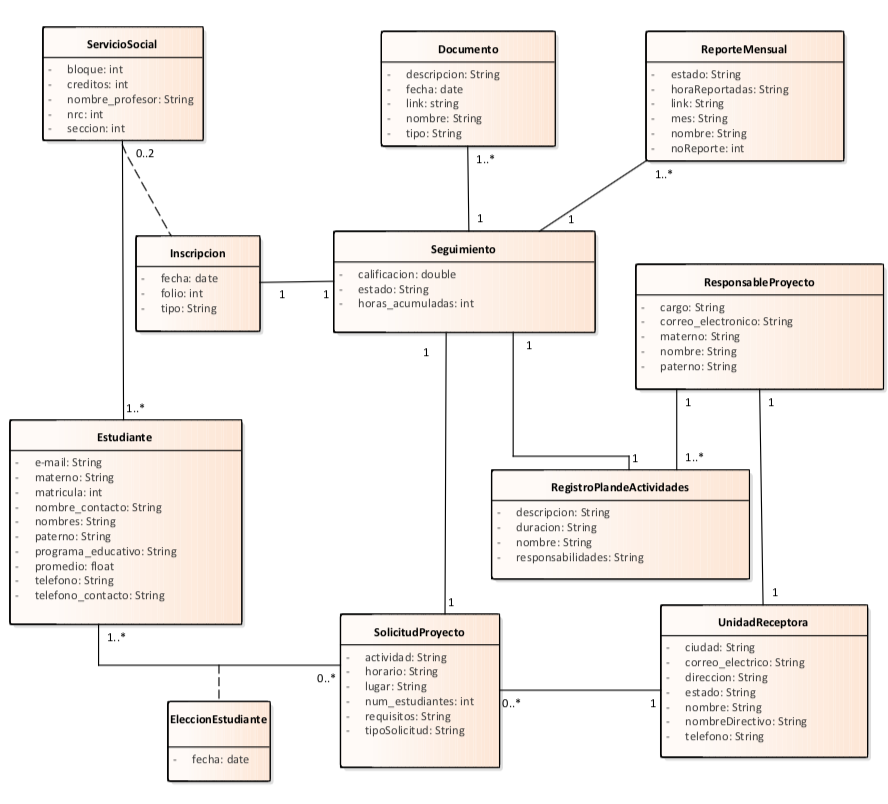 ServicioSocial
- bloque: int
- creditos: int
- nombre_profesor: String
- nrc: int
- seccion: int
0..2
Documento
- descripcion: String
- fecha: date
- link: string
- nombre: String
- tipo: String
1..*
1
ReporteMensual
- estado: String
- horaReportadas: String
- link: String
- mes: String
- nombre: String
- noReporte: int
1..*
1
Inscripcion
- fecha: date
- folio: int
- tipo: String
1
1
Seguimiento
- calificacion: double
- estado: String
- horas_acumuladas: int
1
1
ResponsableProyecto
- cargo: String
- correo_electronico: String
- materno: String
- nombre: String
- paterno: String
1
1
1..*
Estudiante
- e-mail: String
- materno: String
- matricula: int
- nombre_contacto: String
- nombres: String
- paterno: String
- programa_educativo: String
- promedio: float
- telefono: String
- telefono_contacto: String
1..*
1
1..*
RegistroPlandeActividades
- descripcion: String
- duracion: String
- nombre: String
- responsabilidades: String
1
SolicitudProyecto
- actividad: String
- horario: String
- lugar: String
- num_estudiantes: int
- requisitos: String
- tipoSolicitud: String
0..*
0..*
1
1
UnidadReceptora
- ciudad: String
- correo_electrico: String
- direccion: String
- estado: String
- nombre: String
- nombreDirectivo: String
- telefono: String
EleccionEstudiante
- fecha: date